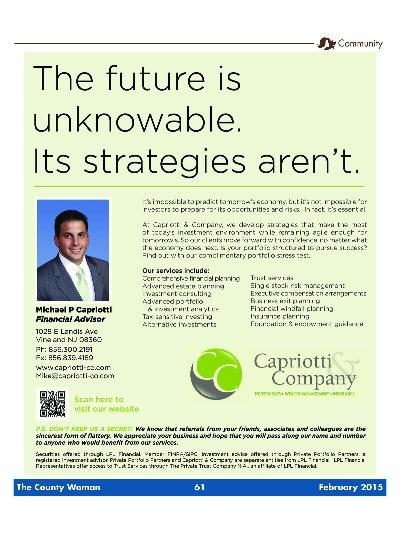 Community
The future is
unknowable.
Its strategies aren't.
It's impossible to predict tomorrow's economy, but it's not impossible for
investors to prepare for its opportunities and risks. In fact, it's essential.
At Capriotti & Company, we develop strategies that make the most
of today's investment environment while remaining agile enough for
tomorrow's. So our clients move forward with confidence no matter what
the economy does next. Is your portfolio structured to pursue success?
Find out with our complimentary portfolio stress test.
Our services include:
Comprehensive financial planning
Advanced estate planning
Investment consulting
Advanced portfolio
& investment analytics
Tax-sensitive investing
Alternative investments
Trust services
Single stock risk management
Executive compensation arrangements
Business exit planning
Financial windfall planning
Insurance planning
Foundation & endowment guidance
Michael P Capriotti
Financial Advisor
1028 E Landis Ave
Vineland NJ 08360
Ph: 856.300.2191
Fx: 856.839.4169
www.capriotti-co.com
Mike@capriotti-co.com
Scan here to
visit our website
Capriotti &
Company
INVESTMENTS • WEALTH MANAGEMENT • INSURANCE
P.S. DON'T KEEP US A SECRET! We know that referrals from your friends, associates and colleagues are the
sincerest form of flattery. We appreciate your business and hope that you will pass along our name and number
to anyone who would benefit from our services.
Securities offered through LPL Financial, Member FINRA/SIPC. Investment advice offered through Private Portfolio Partners, a
registered investment advisor. Private Portfolio Partners and Capriotti & Company are separate entities from LPL Financial. LPL Financial
Representatives offer access to Trust Services through The Private Trust Company N.A., an affiliate of LPL Financial.
The County Woman 61 February 2015